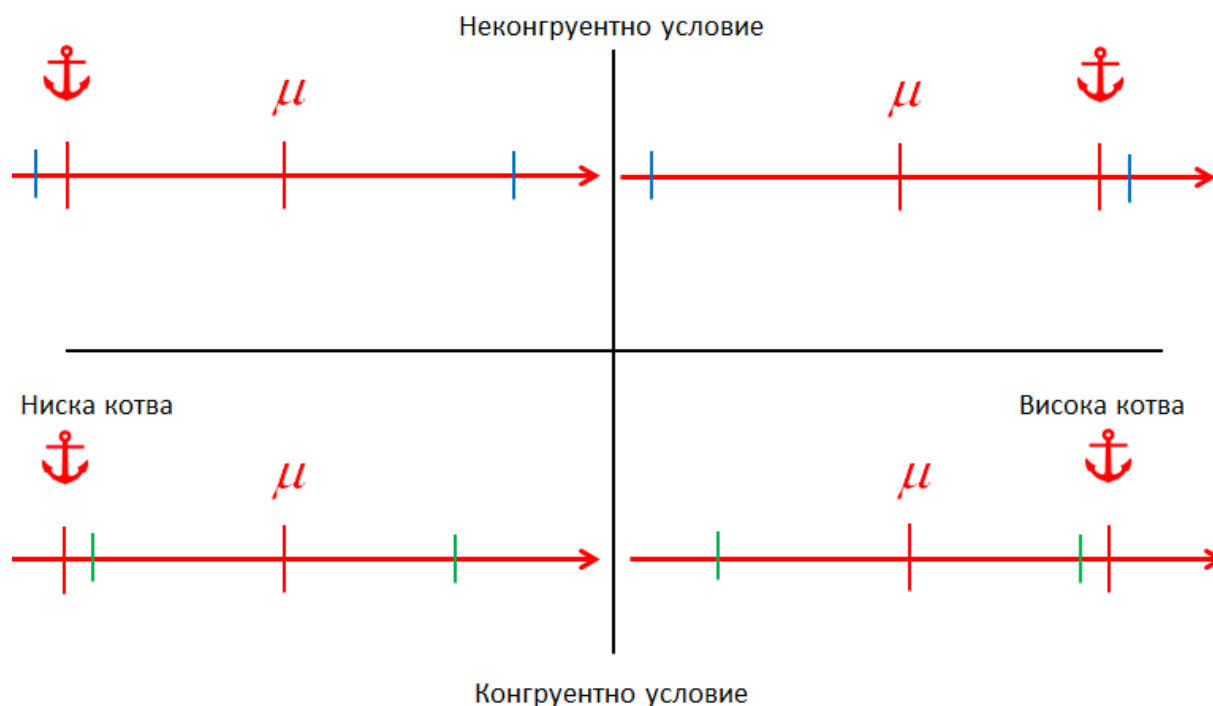 Неконгруентно условие
μ
μ
Ниска котва
Висока котва
μ
μ
Конгруентно условие